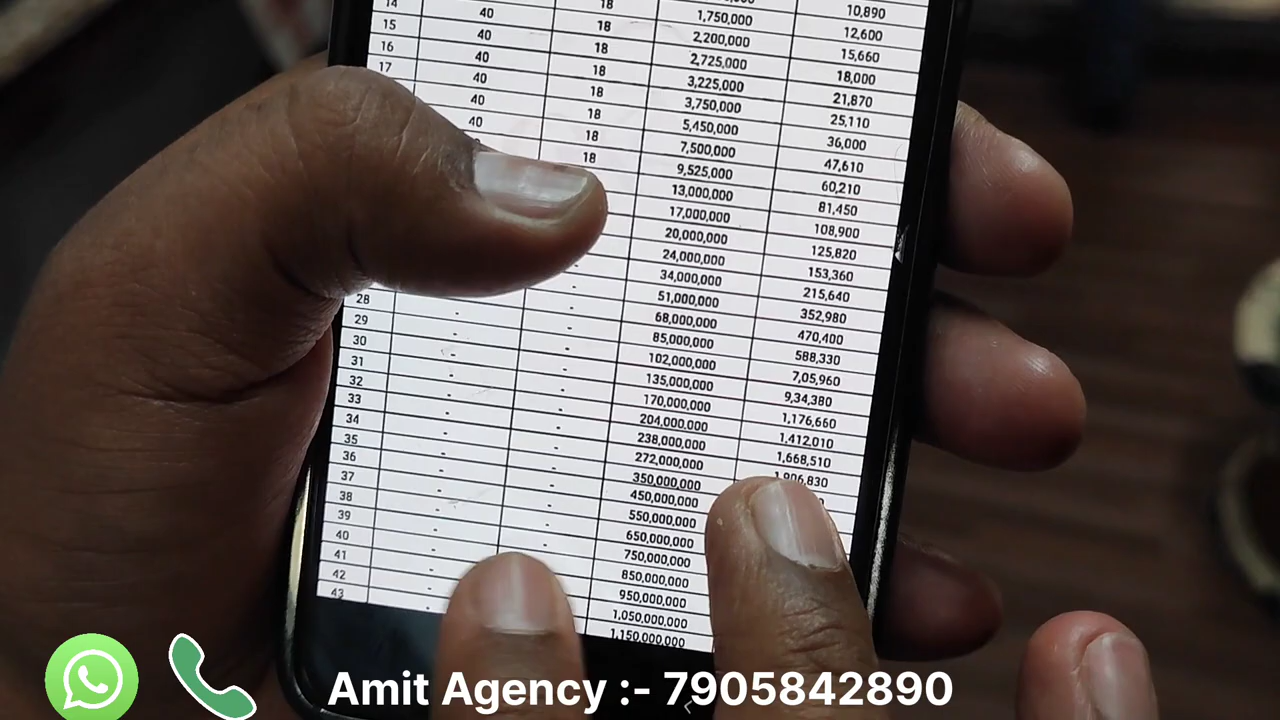 10,890
18 1,750,000 12,600
14 40 18 2,200,000 15,660
15 40 18 2,725,000 18,000
16 40 18 3,225,000 21,870
17 40 18 3,750,000 25,110
40 18 5,450,000 36,000
40 18 7,500,000 47,610
18 9,525,000 60,210
13,000,000 81,450
17,000,000 108,900
20,000,000 125,820
24,000,000 153,360
34,000,000 215,640
- 51,000,000 352,980
- 68,000,000 470,400
28 - - 85,000,000 588,330
29 - - 102,000,000 7,05,960
30 - - 135,000,000 9,34,380
31 - - 170,000,000 1,176,660
32 - - 204,000,000 1,412,010
33 - - 238,000,000 1,668,510
34 - - 272,000,000 1,906,830
35 - - 350,000,000
36 - - 450,000,000
37 - - 550,000,000
38 - - 650,000,000
39 - - 750,000,000
40 - 850,000,000
41 - 950,000,000
42 - 1,050,000,000
43 - 1,150,000,000
Amit Agency :- 7905842890